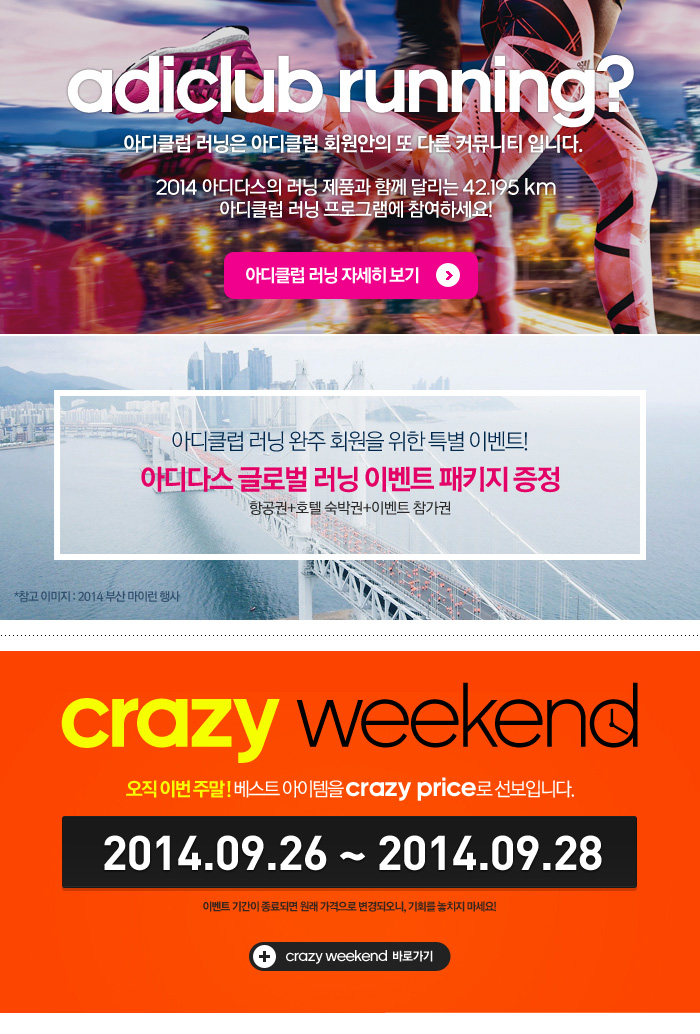 adiclub running?
아디클럽 러닝은 아디클럽 회원안의 또 다른 커뮤니티 입니다.
2014 아디다스의 러닝 제품과 함께 달리는 42.195 km
아디클럽 러닝 프로그램에 참여하세요!
아디클럽 러닝 자세히 보기
아디클럽 러닝 완주 회원을 위한 특별 이벤트!
아디다스 글로벌 러닝 이벤트 패키지 증정
항공권+호텔 숙박권+이벤트 참가권
*참고 이미지 : 2014 부산 마이런 행사
crazy weekend
오직 이번 주말! 베스트 아이템을 crazy price로 선보입니다.
2014.09.26 ~ 2014.09.28
이벤트 기간이 종료되면 원래 가격으로 변경되오니, 기회를 놓치지 마세요!
crazy weekend 바로가기